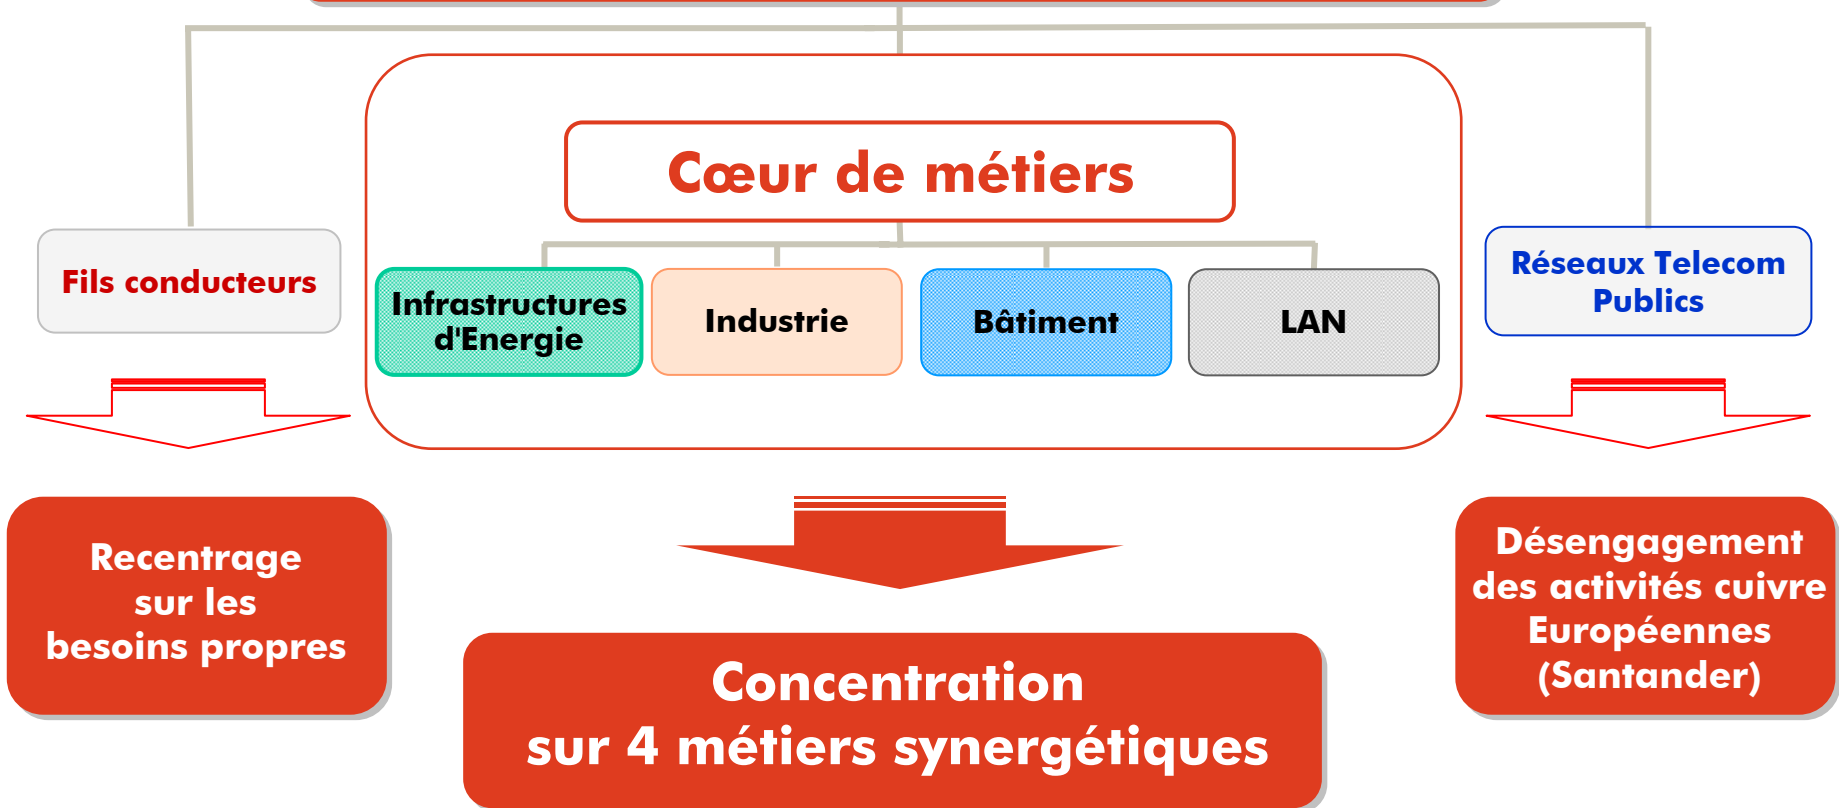 Cœur de métiers
Fils conducteurs
Infrastructures
d'Energie
Industrie
Bâtiment
LAN
Réseaux Telecom
Publics
Recentrage
sur les
besoins propres
Concentration
sur 4 métiers synergétiques
Désengagement
des activités cuivre
Européennes
(Santander)